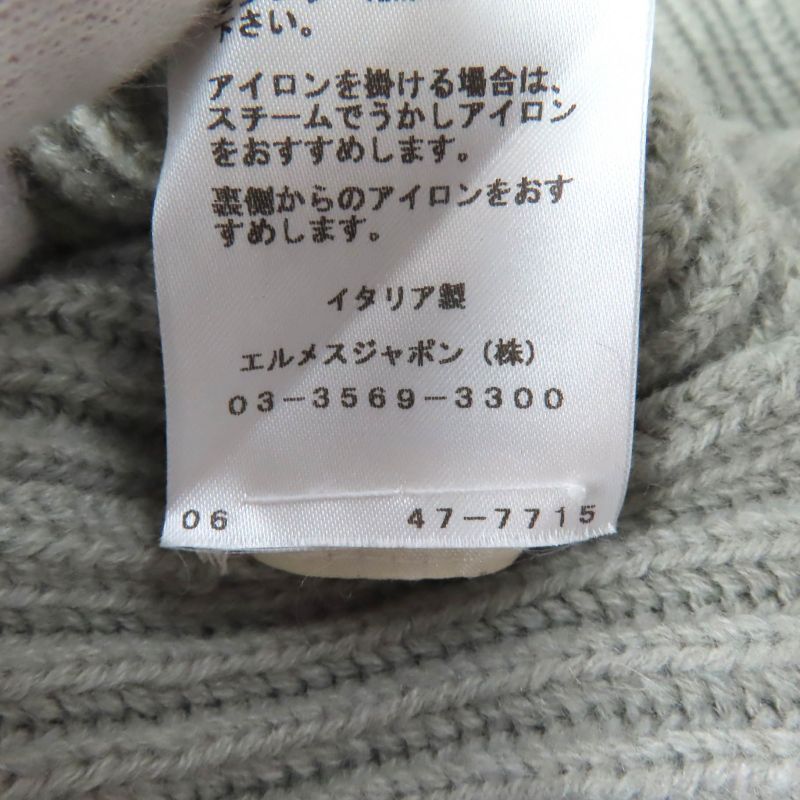 下さい。
アイロンを掛ける場合は、
スチームでうかしアイロン
をおすすめします。
裏側からのアイロンをおす
すめします。
イタリア製
エルメスジャポン（株）
03-3569-3300
06 47-7715